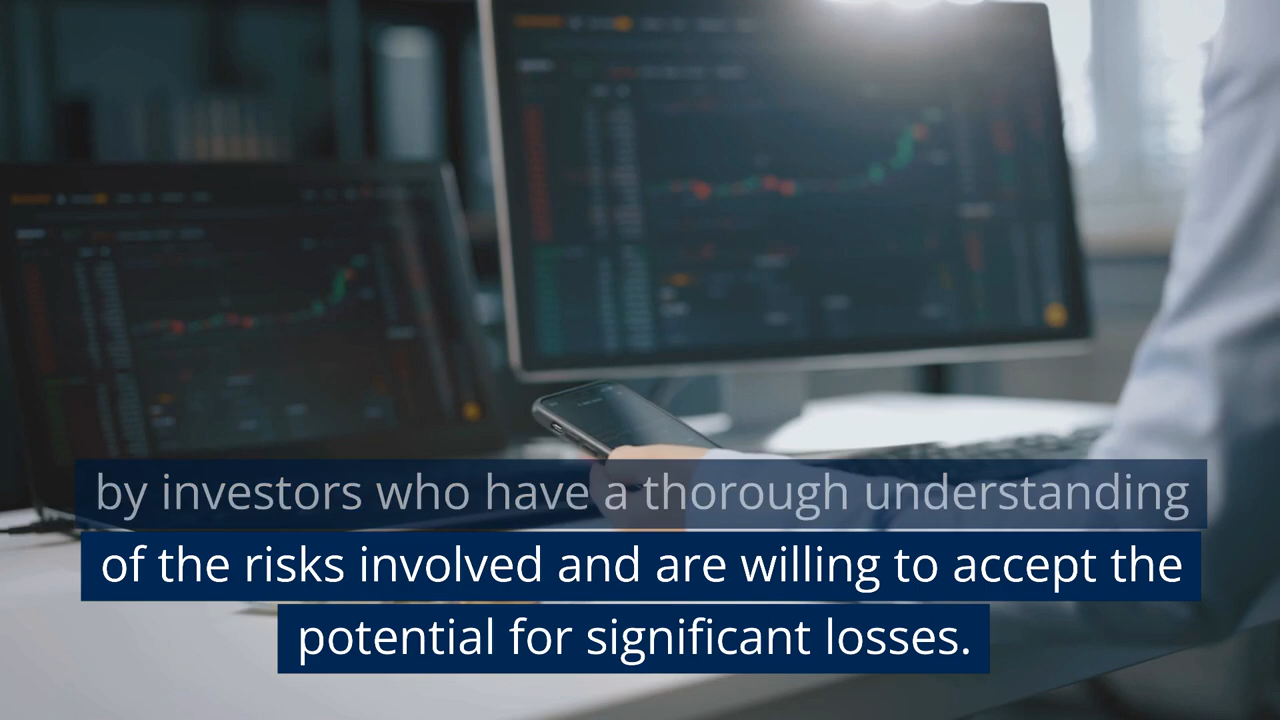 by investors who have a thorough understanding
of the risks involved and are willing to accept the
potential for significant losses.